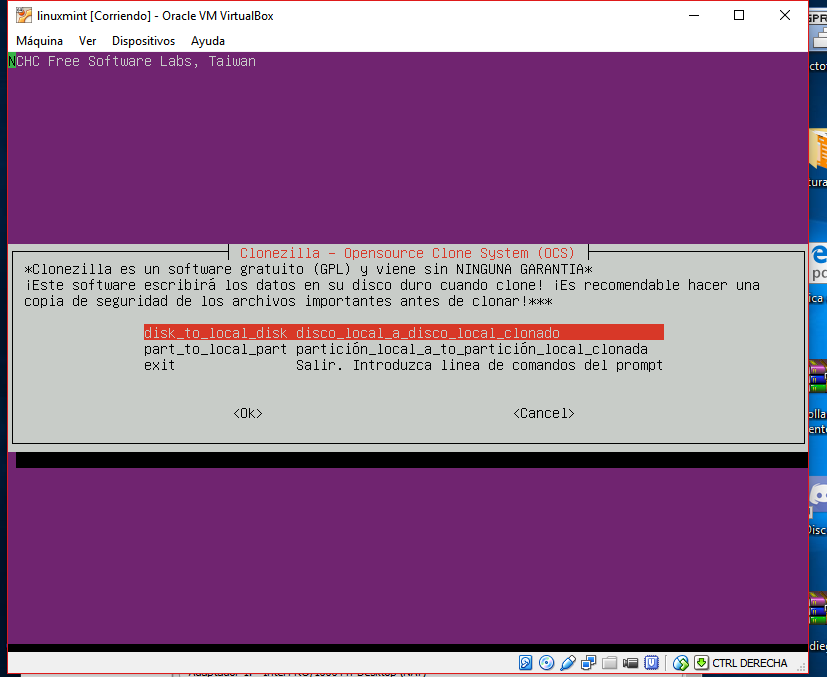 linuxmint [Corriendo] - Oracle VM VirtualBox
Máquina Ver Dispositivos Ayuda
NCHC Free Software Labs, Taiwan
Clonezilla - Opensource Clone System (OCS)
*Clonezilla es un software gratuito (GPL) y viene sin NINGUNA GARANTIA*
¡Este software escribirá los datos en su disco duro cuando clone! ¡Es recomendable hacer una
copia de seguridad de los archivos importantes antes de clonar!***
disk_to_local_disk disco_local_a_disco_local_clonado
part_to_local_part partición_local_a_to_partición_local_clonada
exit Salir. Introduzca linea de comandos del prompt
<Ok> <Cancel>
CTRL DERECHA